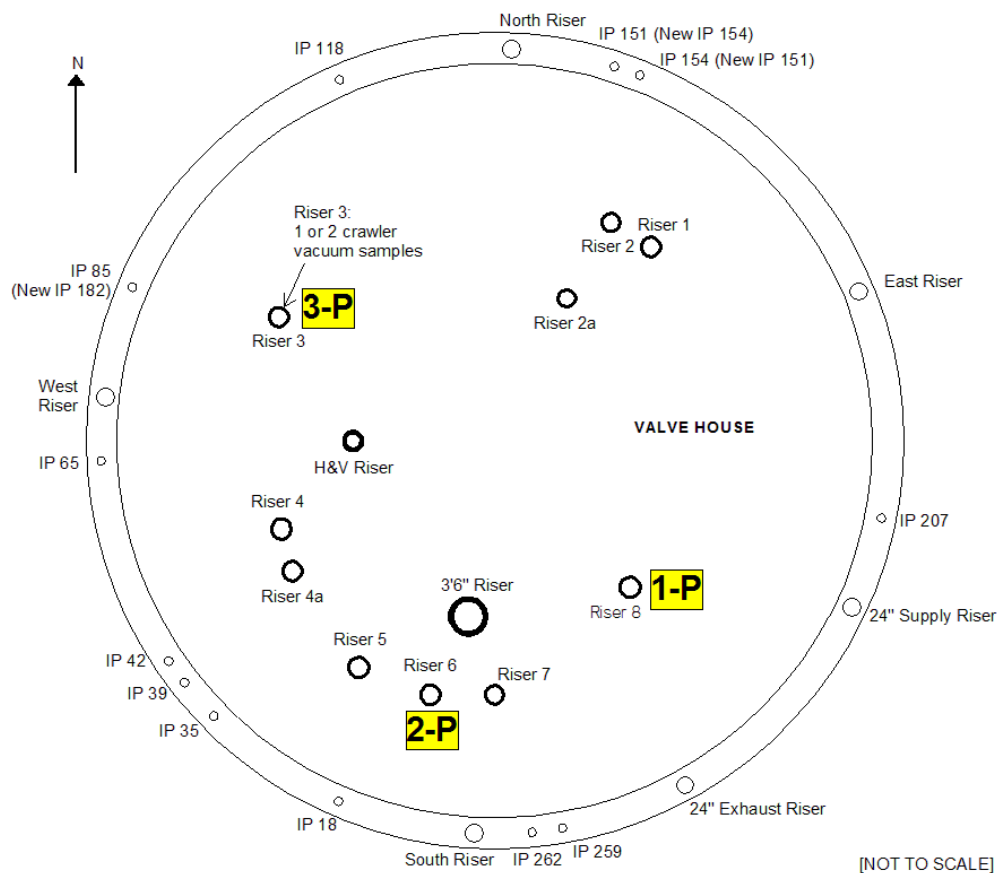 North Riser
IP 151 (New IP 154)
IP 118
IP 154 (New IP 151)
N
Riser 3:
1 or 2 crawler
vacuum samples
Riser 1
Riser 2
IP 85
(New IP 182)
East Riser
3-P
Riser 2a
Riser 3
West
Riser
VALVE HOUSE
IP 65
H&V Riser
Riser 4
IP 207
3'6" Riser
1-P
Riser 4a
Riser 8
24" Supply Riser
Riser 5
IP 42
Riser 6
Riser 7
IP 39
IP 35
2-P
24" Exhaust Riser
IP 18
South Riser
IP 262
IP 259
[NOT TO SCALE]